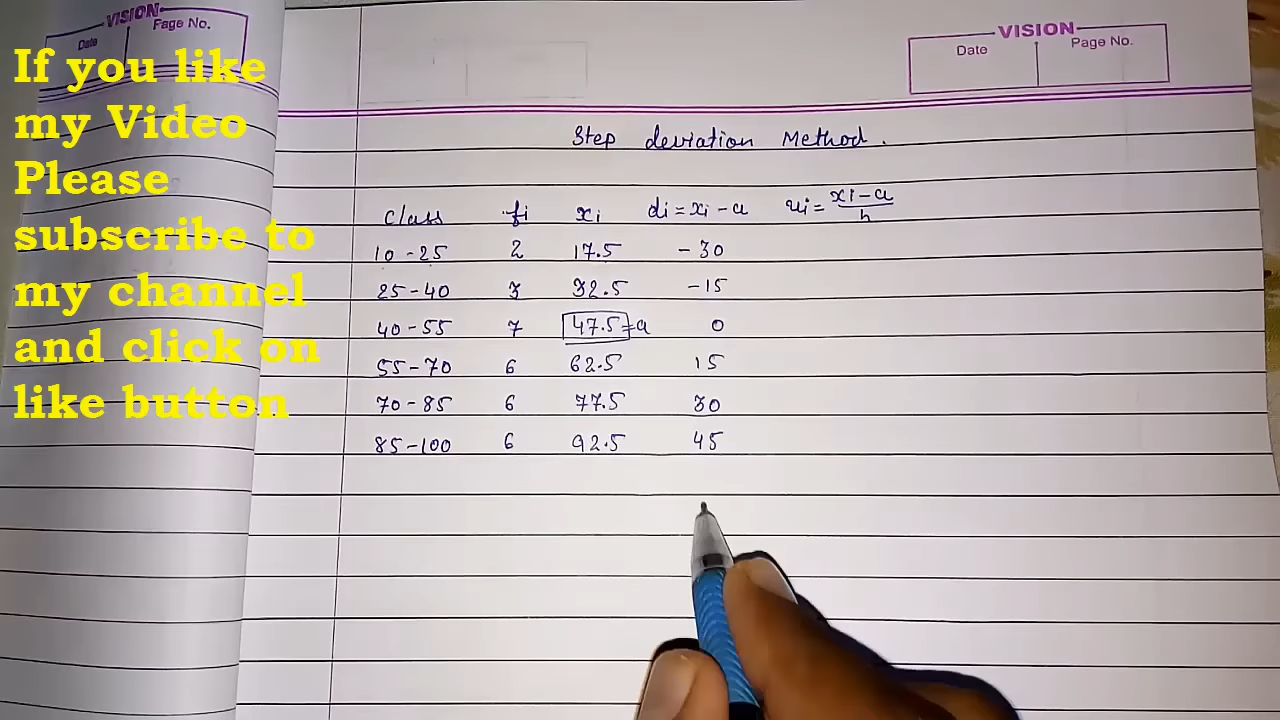 VISION
Date Page No.
VISION
Date Page No.
If you like
my Video
Please
subscribe to
my channel
and click on
like button
Step deviation Method.
Class fi xi di = xi - a ui = xi - a / h
10 - 25 2 17.5 - 30
25 - 40 3 32.5 - 15
40 - 55 7 47.5 = a 0
55 - 70 6 62.5 15
70 - 85 6 77.5 30
85 - 100 6 92.5 45